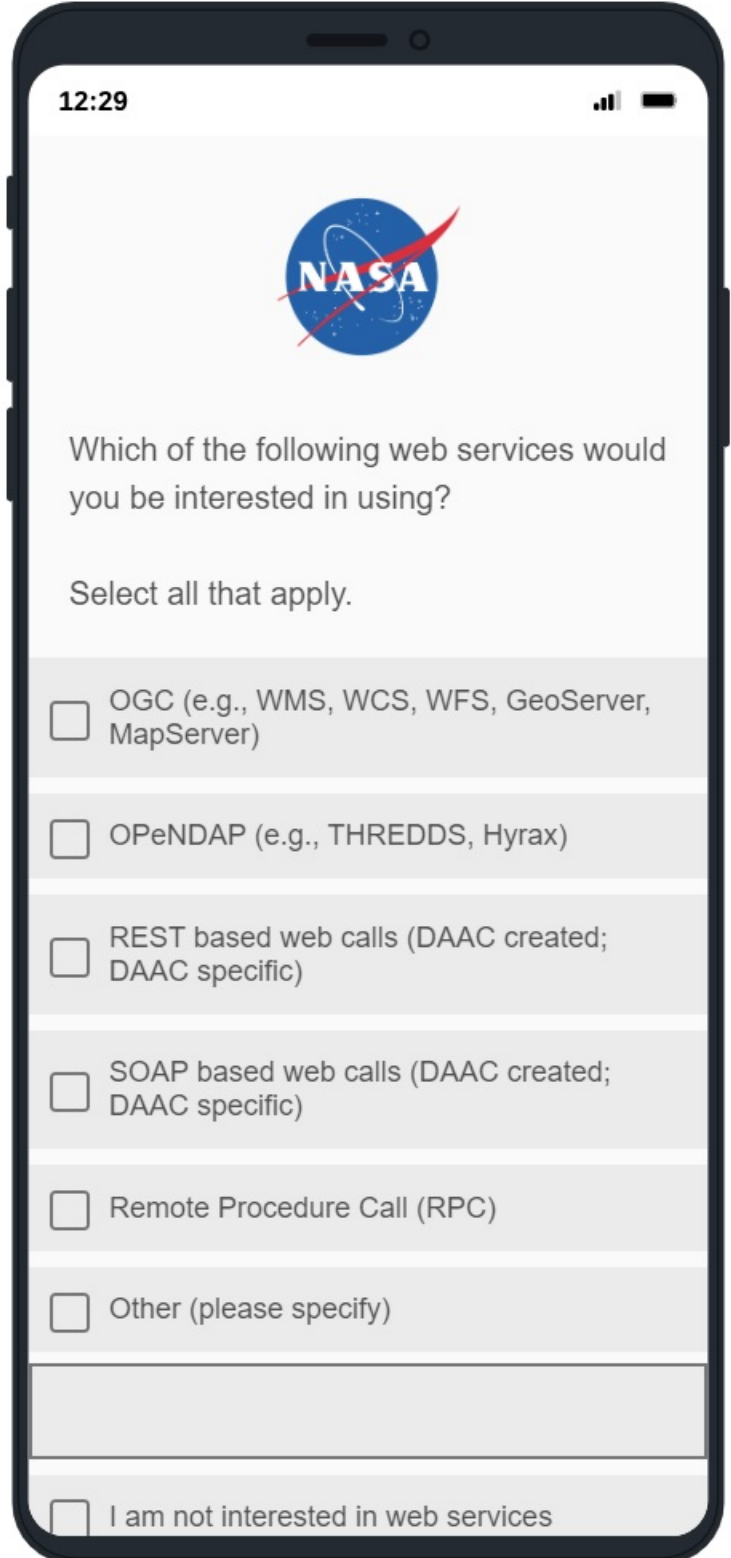 12:29
NASA
Which of the following web services would
you be interested in using?
Select all that apply.
OGC (e.g., WMS, WCS, WFS, GeoServer,
MapServer)
OPeNDAP (e.g., THREDDS, Hyrax)
REST based web calls (DAAC created;
DAAC specific)
SOAP based web calls (DAAC created;
DAAC specific)
Remote Procedure Call (RPC)
Other (please specify)
I am not interested in web services